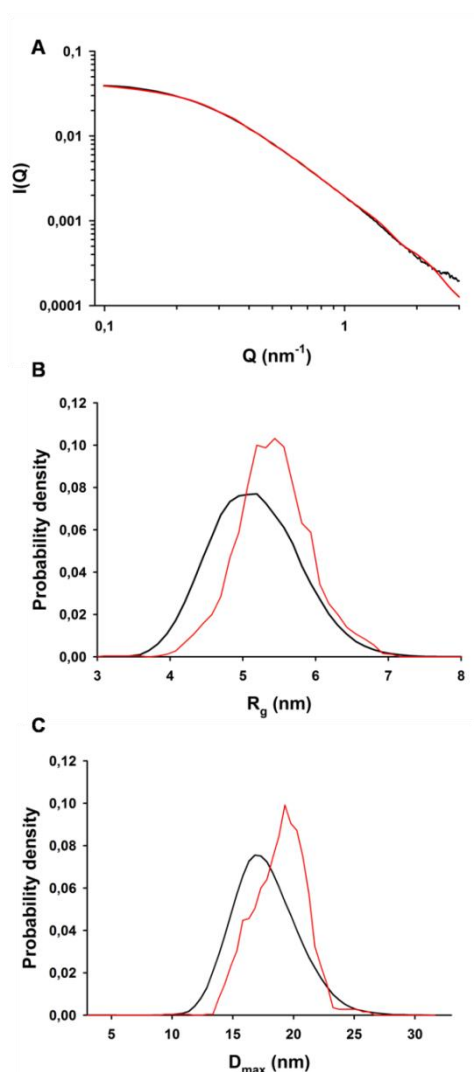 A
0,1
0,01
0,001
0,0001
I(Q)
0,1 1
Q (nm⁻¹)
B
0,12
0,10
0,08
0,06
0,04
0,02
0,00
Probability density
3 4 5 6 7 8
Rg (nm)
C
0,12
0,10
0,08
0,06
0,04
0,02
0,00
Probability density
5 10 15 20 25 30
Dmax (nm)